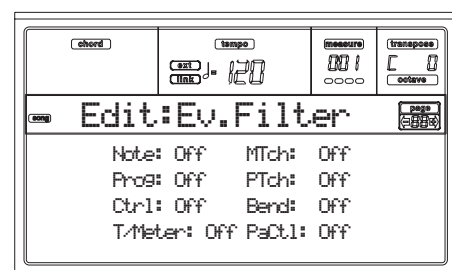 chord tempo measure transpose
ext ♩= 120 001 C 0
link octave
song Edit:Ev.Filter page
Note: Off MTch: Off
Prog: Off PTch: Off
Ctrl: Off Bend: Off
T/Meter: Off PaCtl: Off